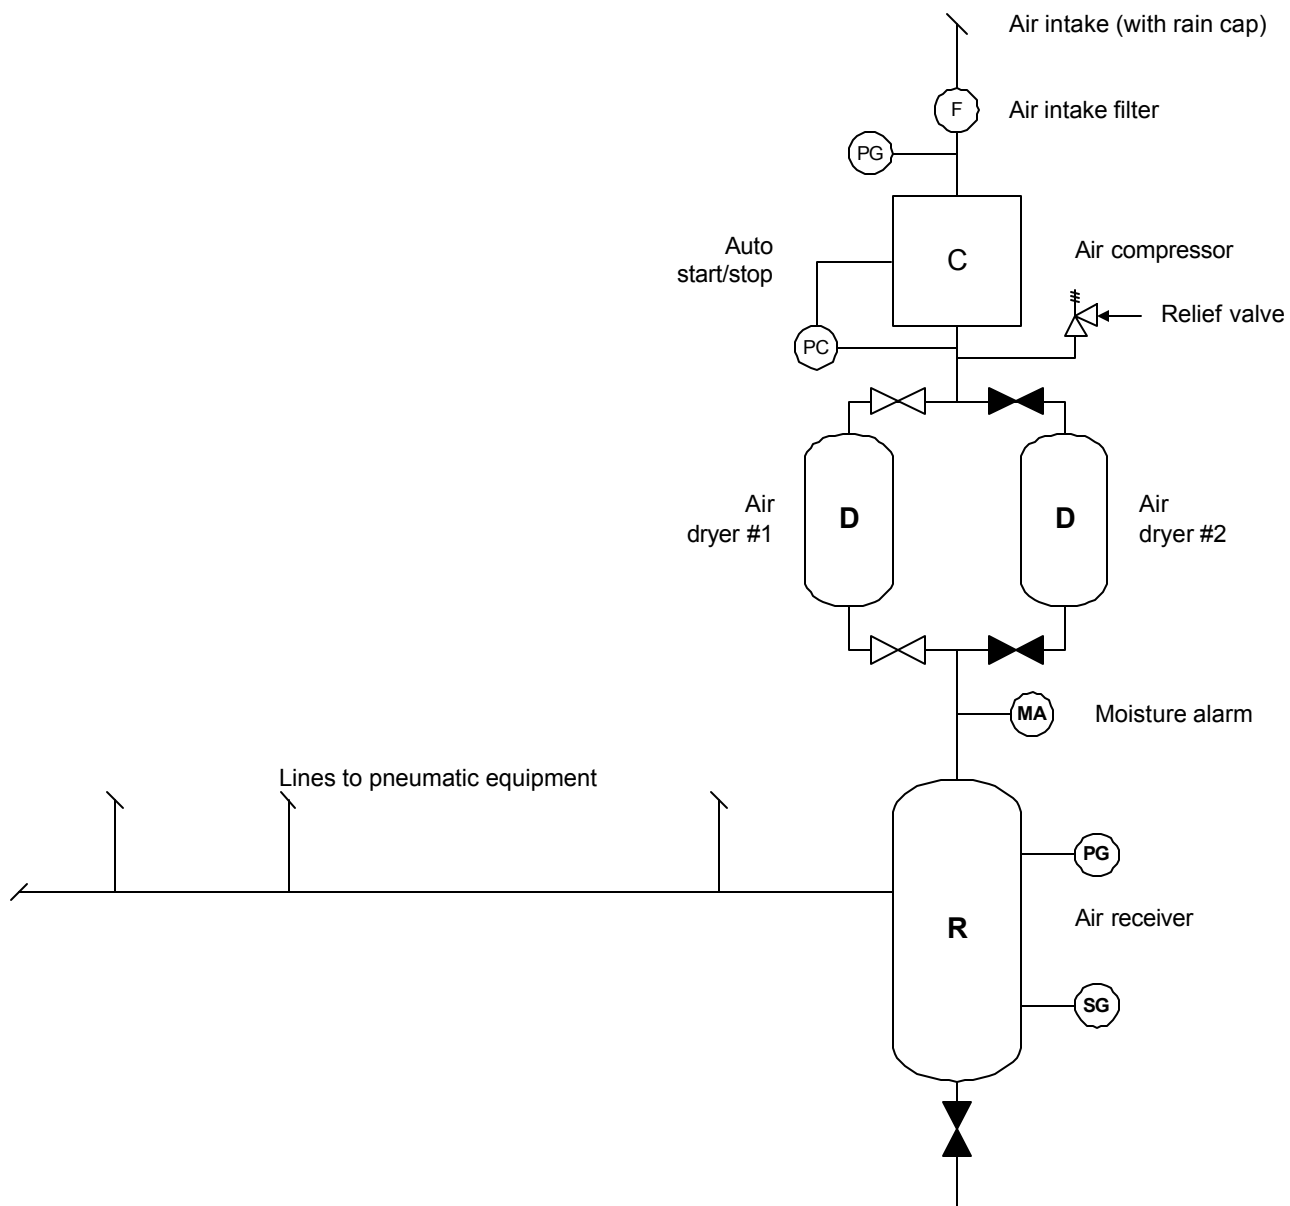 Air intake (with rain cap)
F
Air intake filter
PG
Auto
start/stop
C
Air compressor
Relief valve
PC
Air
dryer #1
D
D
Air
dryer #2
MA
Moisture alarm
Lines to pneumatic equipment
PG
R
Air receiver
SG